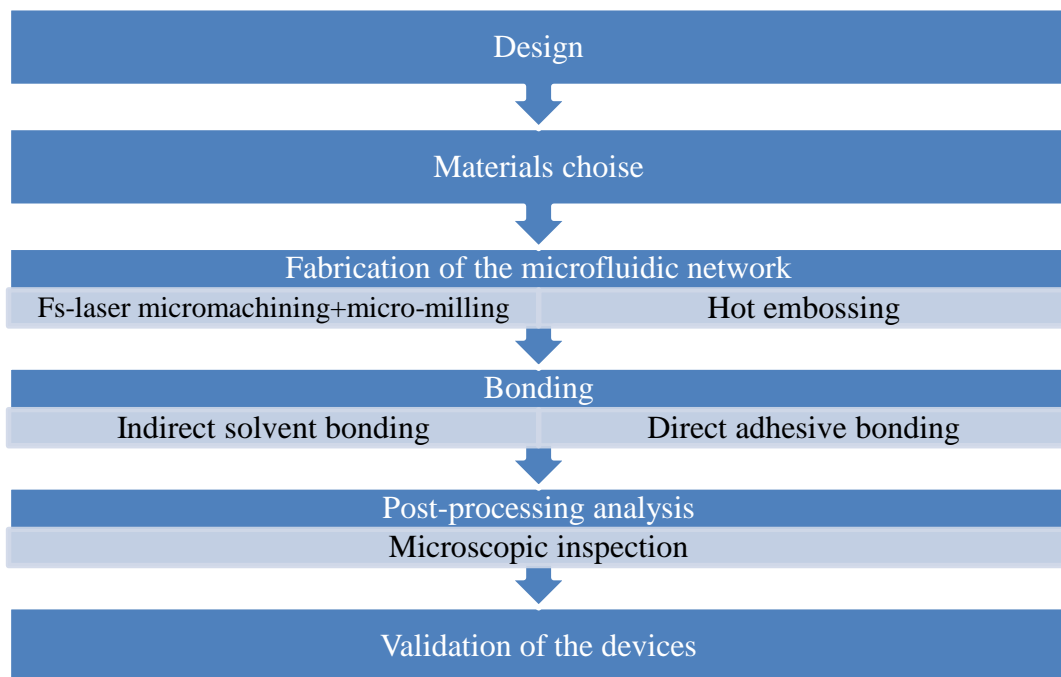 Design
Materials choise
Fabrication of the microfluidic network
Fs-laser micromachining+micro-milling
Hot embossing
Bonding
Indirect solvent bonding
Direct adhesive bonding
Post-processing analysis
Microscopic inspection
Validation of the devices